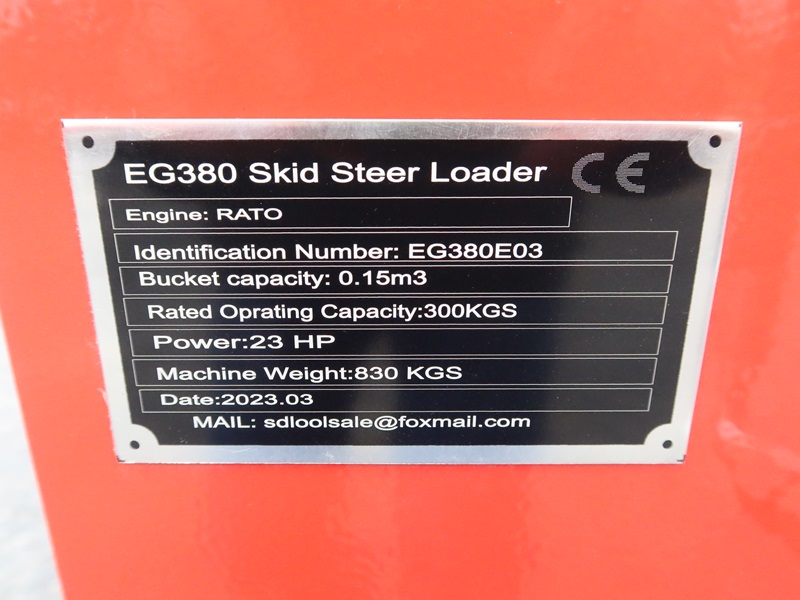 EG380 Skid Steer Loader CE
Engine: RATO
Identification Number: EG380E03
Bucket capacity: 0.15m3
Rated Oprating Capacity:300KGS
Power:23 HP
Machine Weight:830 KGS
Date:2023.03
MAIL: sdloolsale@foxmail.com